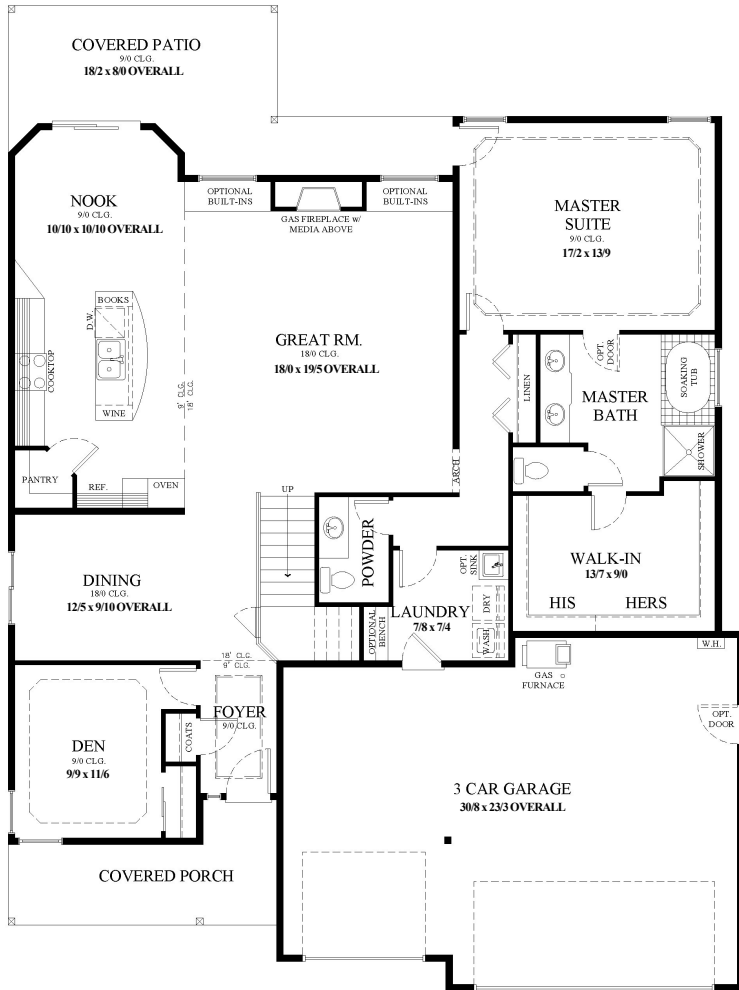 COVERED PATIO
9/0 CLG.
18/2 x 8/0 OVERALL
OPTIONAL
BUILT-INS
GAS FIREPLACE w/
MEDIA ABOVE
OPTIONAL
BUILT-INS
NOOK
9/0 CLG.
10/10 x 10/10 OVERALL
MASTER
SUITE
9/0 CLG.
17/2 x 13/9
BOOKS
D.W.
WINE
COOKTOP
9' CLG.
18' CLG.
GREAT RM.
18/0 CLG.
18/0 x 19/5 OVERALL
LINEN
OPT.
DOOR
MASTER
BATH
SOAKING
TUB
SHOWER
ARCH
PANTRY
REF.
OVEN
UP
POWDER
OPT.
SINK
DRY
WASH
LAUNDRY
7/8 x 7/4
OPTIONAL
BENCH
WALK-IN
13/7 x 9/0
HIS
HERS
DINING
18/0 CLG.
12/5 x 9/10 OVERALL
18' CLG.
9' CLG.
FOYER
9/0 CLG.
COATS
DEN
9/0 CLG.
9/9 x 11/6
GAS
FURNACE
W.H.
OPT.
DOOR
3 CAR GARAGE
30/8 x 23/3 OVERALL
COVERED PORCH